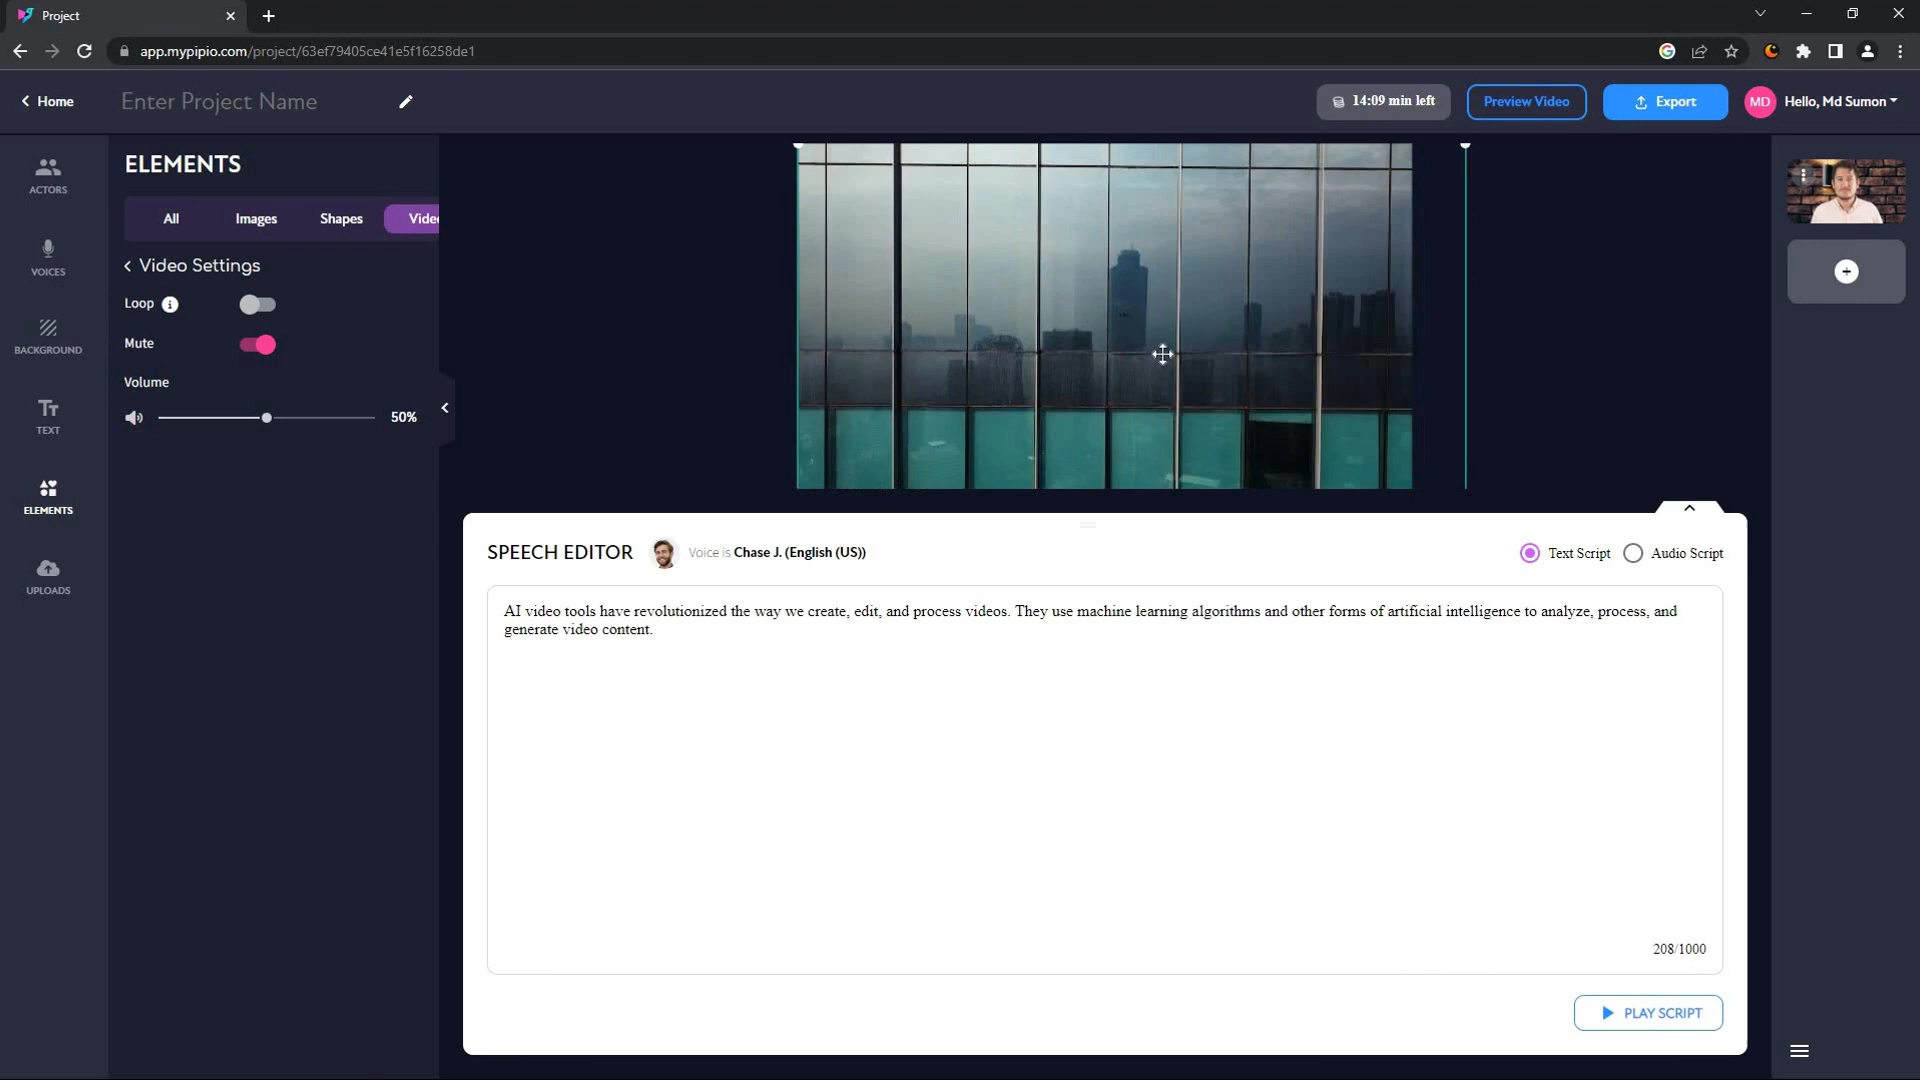 Project
app.mypipio.com/project/63ef79405ce41e5f16258de1
Home
Enter Project Name
14:09 min left
Preview Video
Export
MD
Hello, Md Sumon
ACTORS
VOICES
BACKGROUND
TEXT
ELEMENTS
UPLOADS
ELEMENTS
All
Images
Shapes
Video Settings
Loop
Mute
Volume
50%
SPEECH EDITOR
Voice is Chase J. (English (US))
Text Script
Audio Script
AI video tools have revolutionized the way we create, edit, and process videos. They use machine learning algorithms and other forms of artificial intelligence to analyze, process, and
generate video content.
208/1000
PLAY SCRIPT